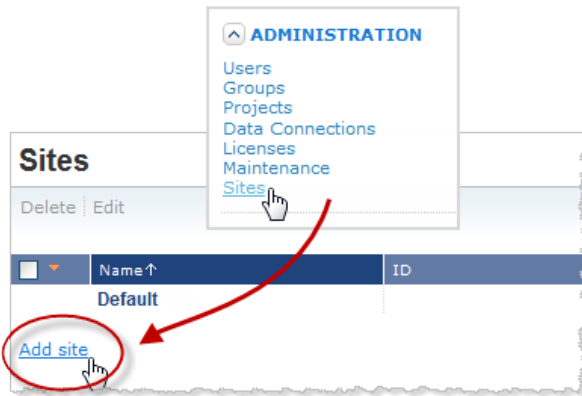 ADMINISTRATION
Users
Groups
Projects
Data Connections
Licenses
Maintenance
Sites
Sites
Delete Edit
Name↑ ID
Default
Add site